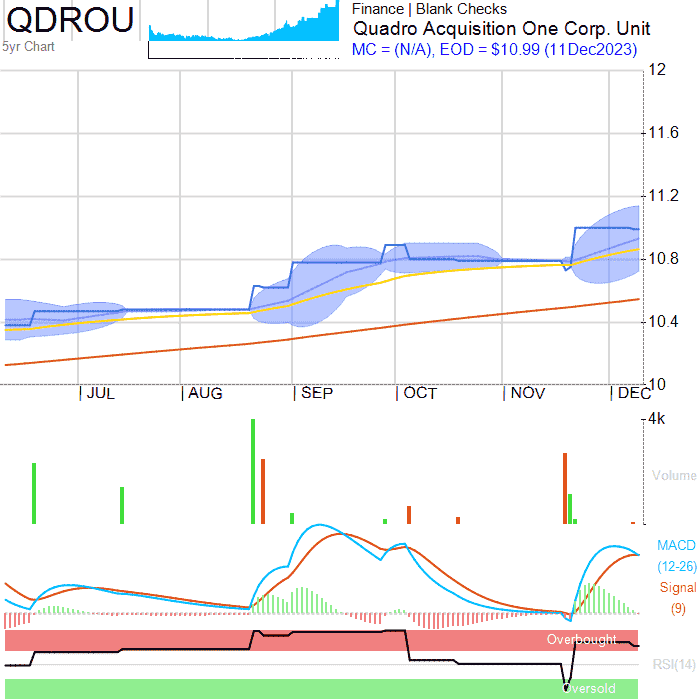 QDROU
5yr Chart
Finance | Blank Checks
Quadro Acquisition One Corp. Unit
MC = (N/A), EOD = $10.99 (11Dec2023)
12
11.6
11.2
10.8
10.4
10
| JUL | AUG | SEP | OCT | NOV | DEC
4k
Volume
MACD
(12-26)
Signal
(9)
Overbought
RSI(14)
Oversold